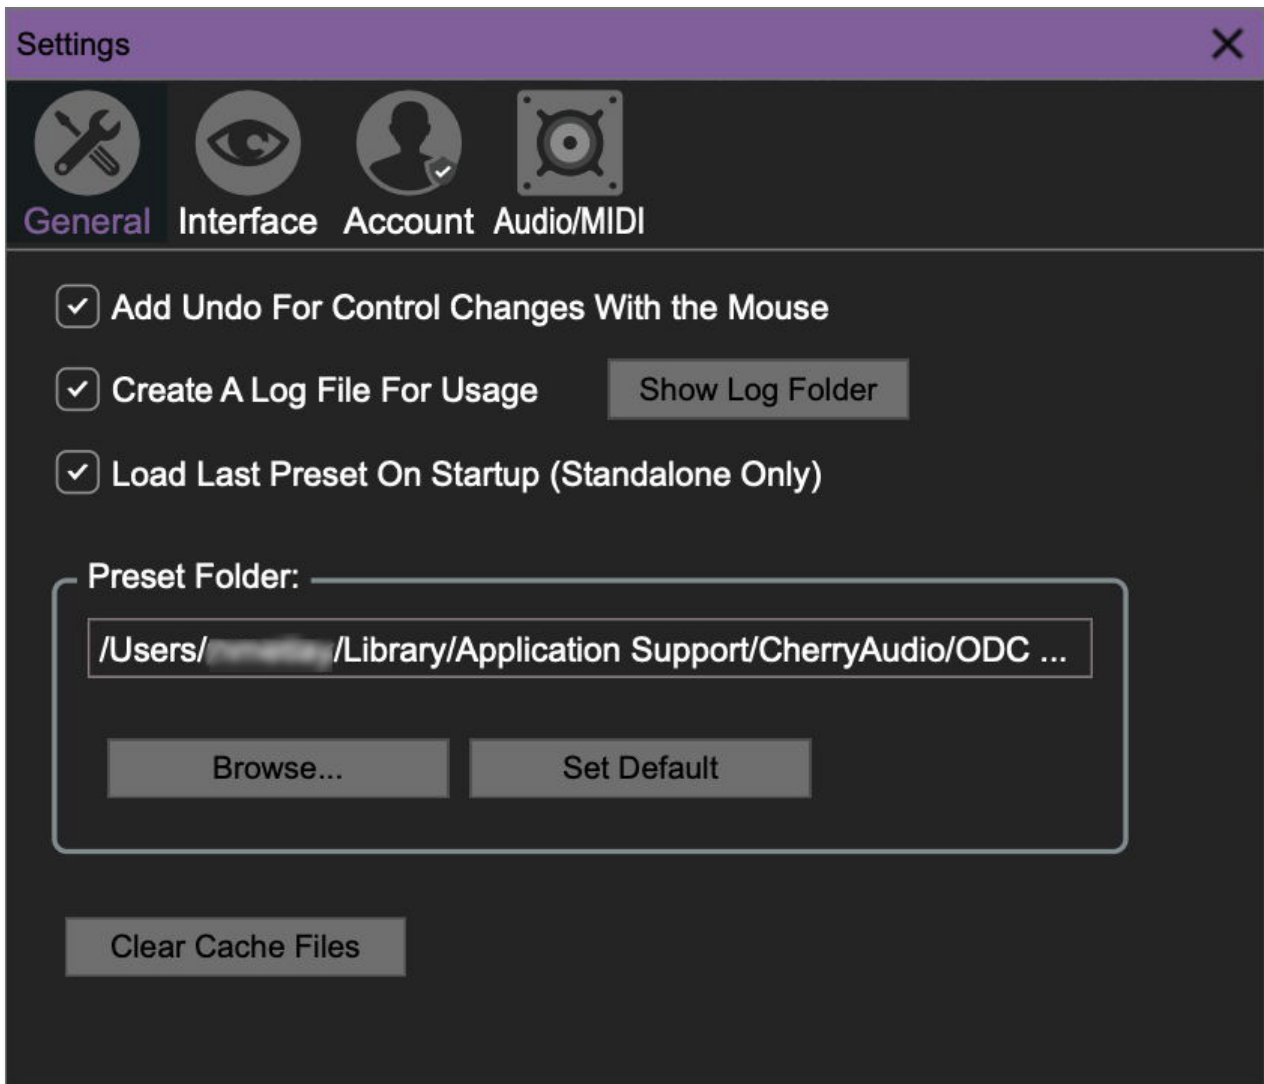 Settings
General Interface Account Audio/MIDI
Add Undo For Control Changes With the Mouse
Create A Log File For Usage Show Log Folder
Load Last Preset On Startup (Standalone Only)
Preset Folder:
/Users/ /Library/Application Support/CherryAudio/ODC ...
Browse... Set Default
Clear Cache Files